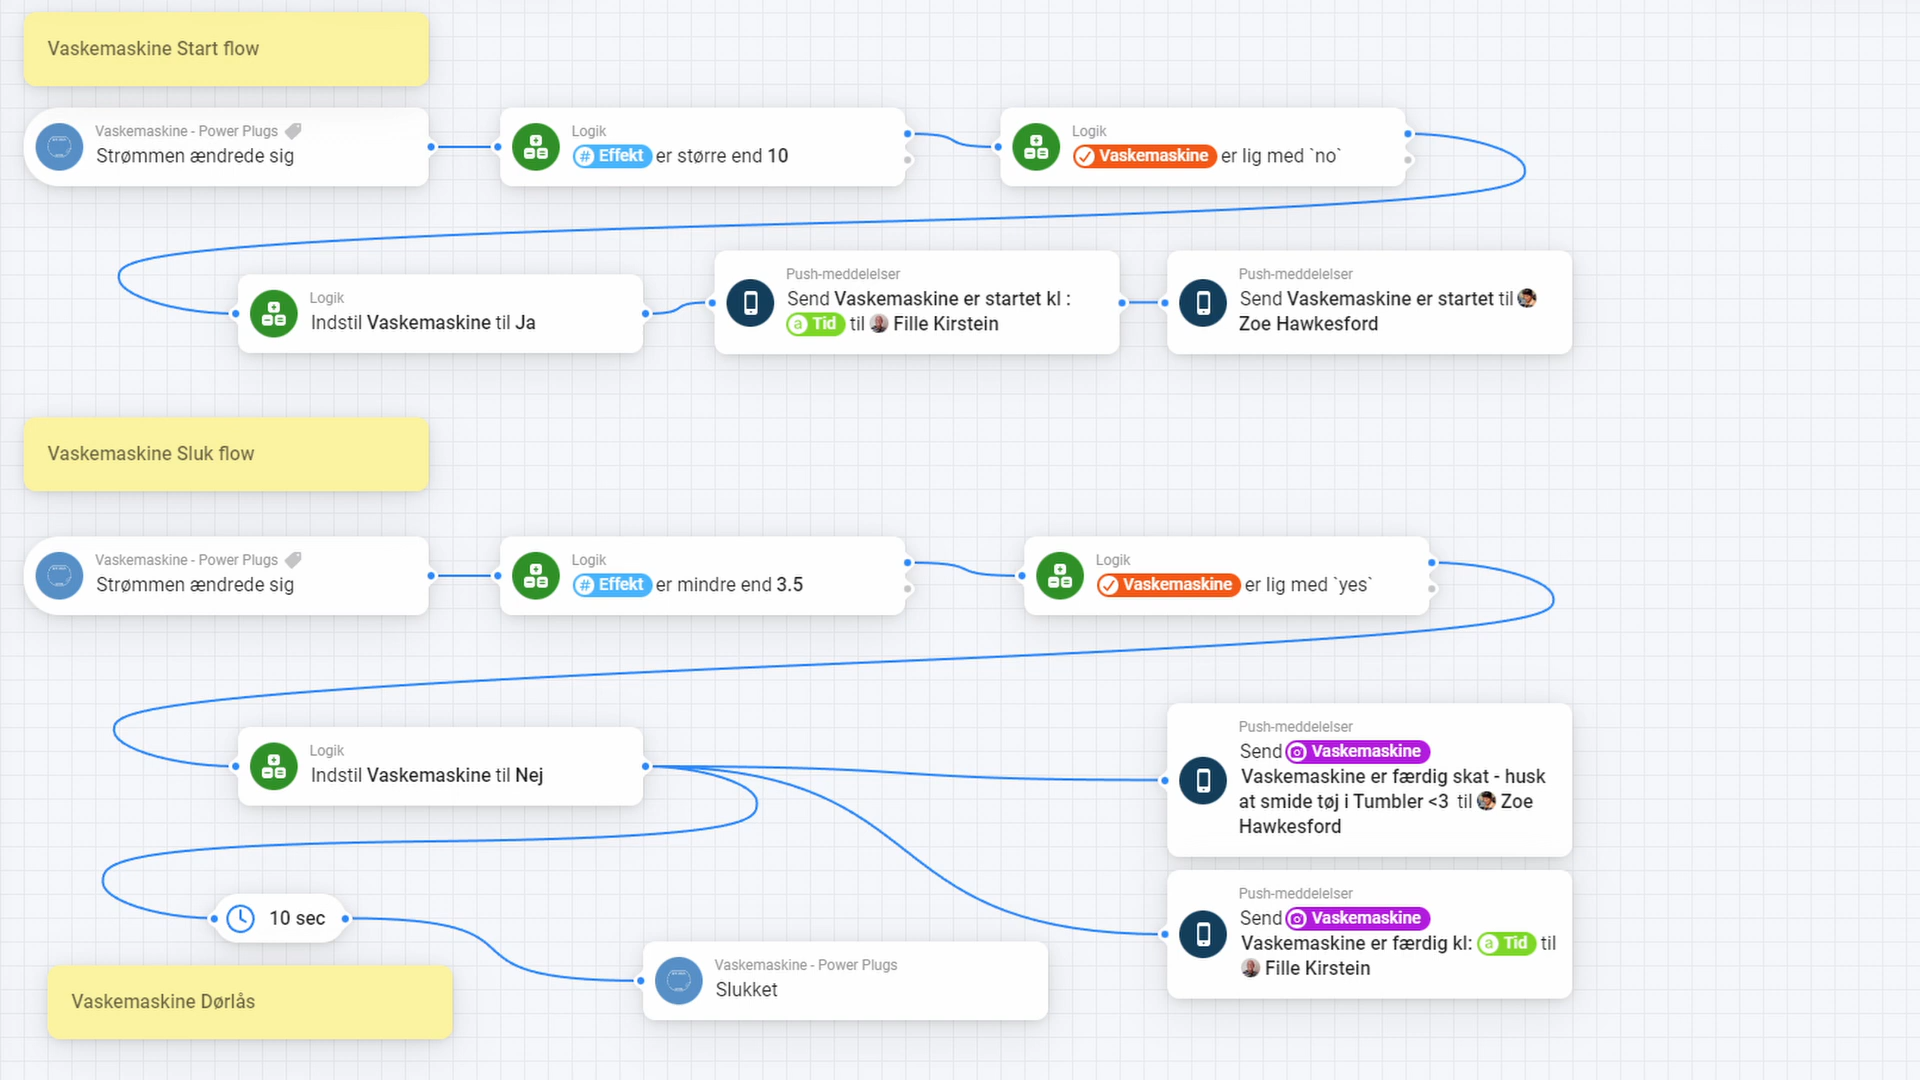 Vaskemaskine Start flow
Vaskemaskine - Power Plugs
Strømmen ændrede sig
Logik
# Effekt er større end 10
Logik
Vaskemaskine er lig med `no`
Logik
Indstil Vaskemaskine til Ja
Push-meddelelser
Send Vaskemaskine er startet kl :
a Tid til Fille Kirstein
Push-meddelelser
Send Vaskemaskine er startet til
Zoe Hawkesford
Vaskemaskine Sluk flow
Vaskemaskine - Power Plugs
Strømmen ændrede sig
Logik
# Effekt er mindre end 3.5
Logik
Vaskemaskine er lig med `yes`
Logik
Indstil Vaskemaskine til Nej
Push-meddelelser
Send Vaskemaskine
Vaskemaskine er færdig skat - husk
at smide tøj i Tumbler <3 til Zoe
Hawkesford
Push-meddelelser
Send Vaskemaskine
Vaskemaskine er færdig kl: a Tid til
Fille Kirstein
10 sec
Vaskemaskine - Power Plugs
Slukket
Vaskemaskine Dørlås